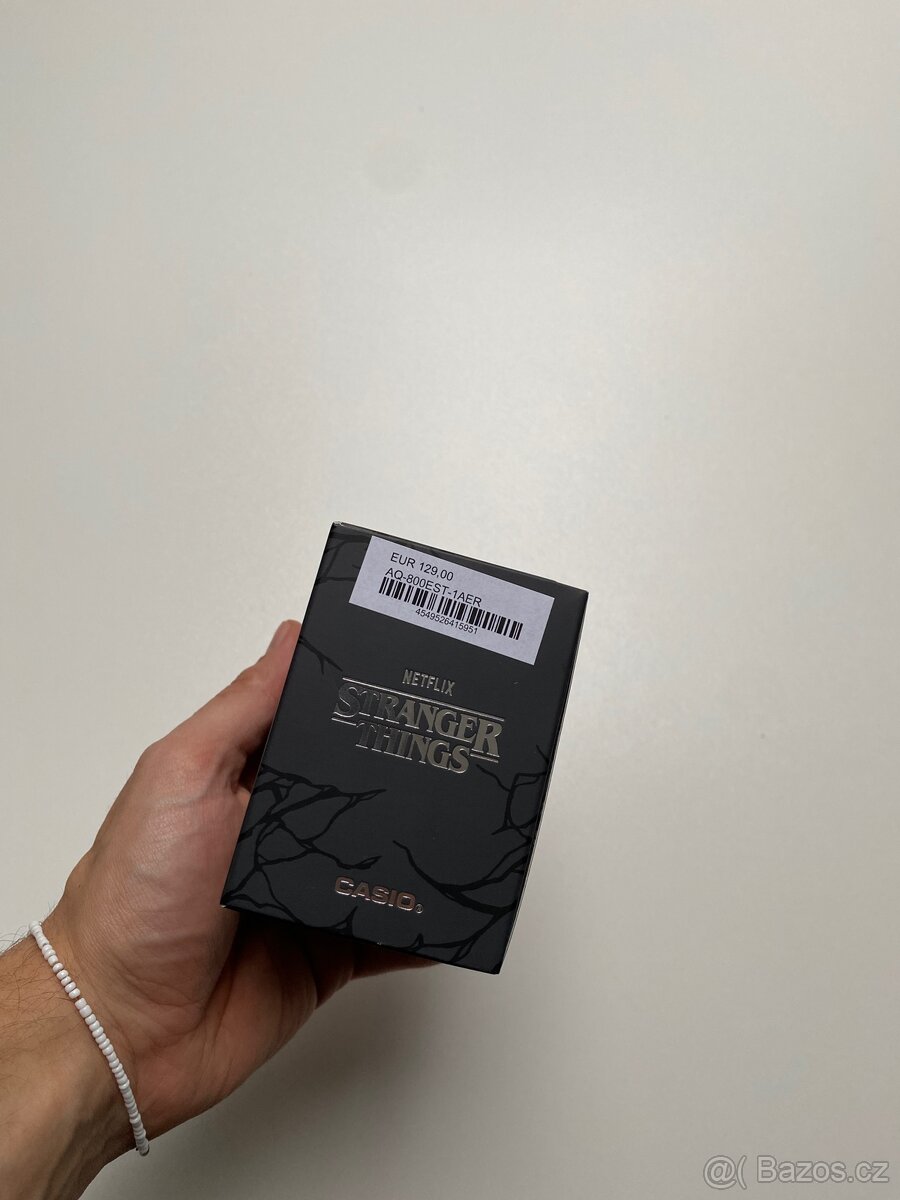 EUR 129,00
AQ-800EST-1AER
4549526415951
NETFLIX
STRANGER
THINGS
CASIO®
@( Bazos.cz